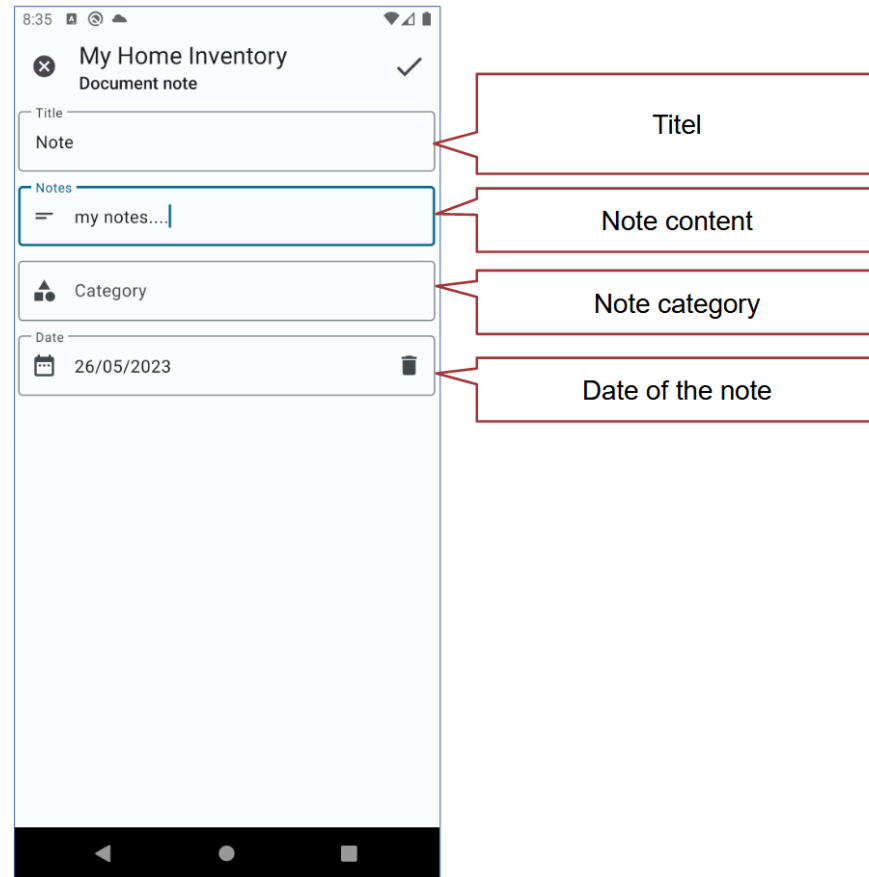 8:35
My Home Inventory
Document note
Title
Note
Titel
Notes
my notes....
Note content
Category
Note category
Date
26/05/2023
Date of the note